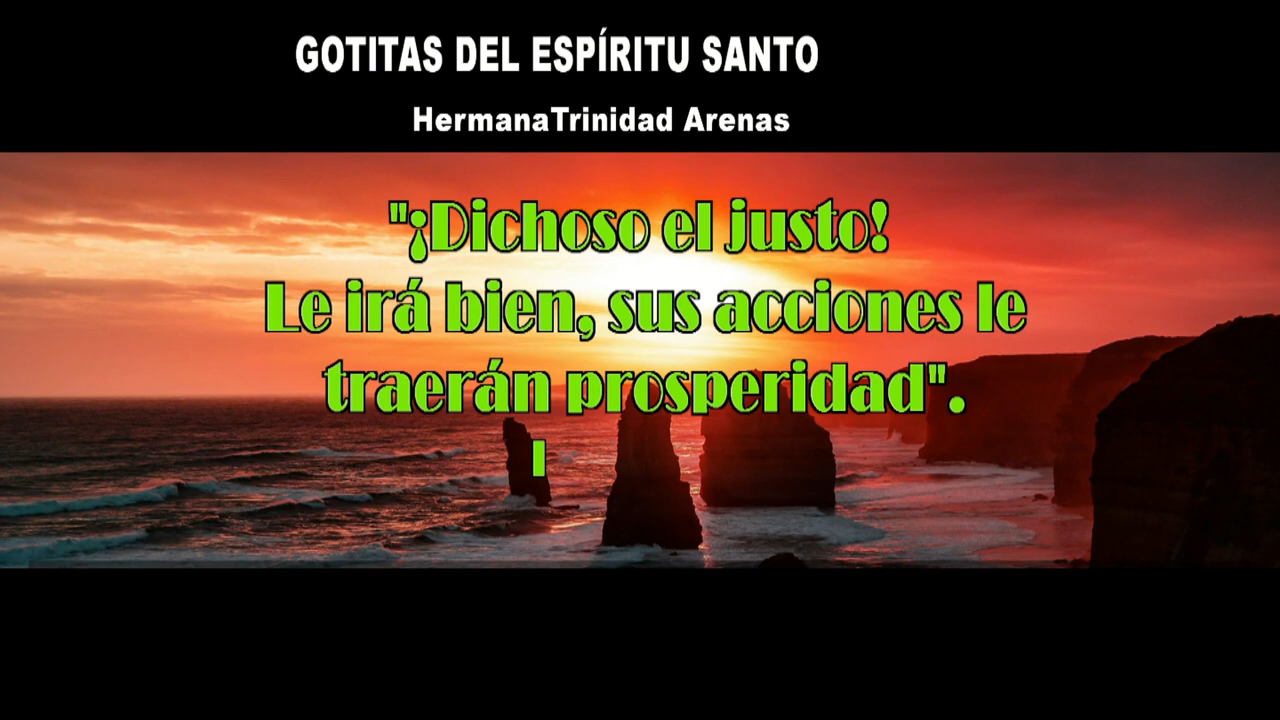 GOTITAS DEL ESPÍRITU SANTO
HermanaTrinidad Arenas
"¡Dichoso el justo!
Le irá bien, sus acciones le
traerán prosperidad".
I